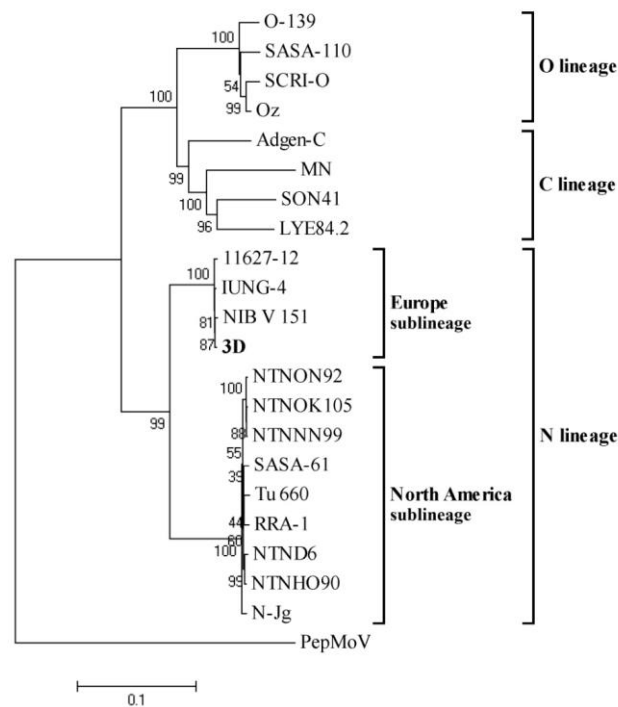 O-139
100
SASA-110
SCRI-O
54
99
Oz
O lineage
100
Adgen-C
99
MN
100
SON41
96
LYE84.2
C lineage
11627-12
100
IUNG-4
NIB V 151
81
87
3D
Europe
sublineage
99
NTNON92
100
NTNOK105
88
NTNNN99
55
SASA-61
39
Tu 660
44
RRA-1
60
100
NTND6
99
NTNHO90
N-Jg
North America
sublineage
N lineage
PepMoV
0.1